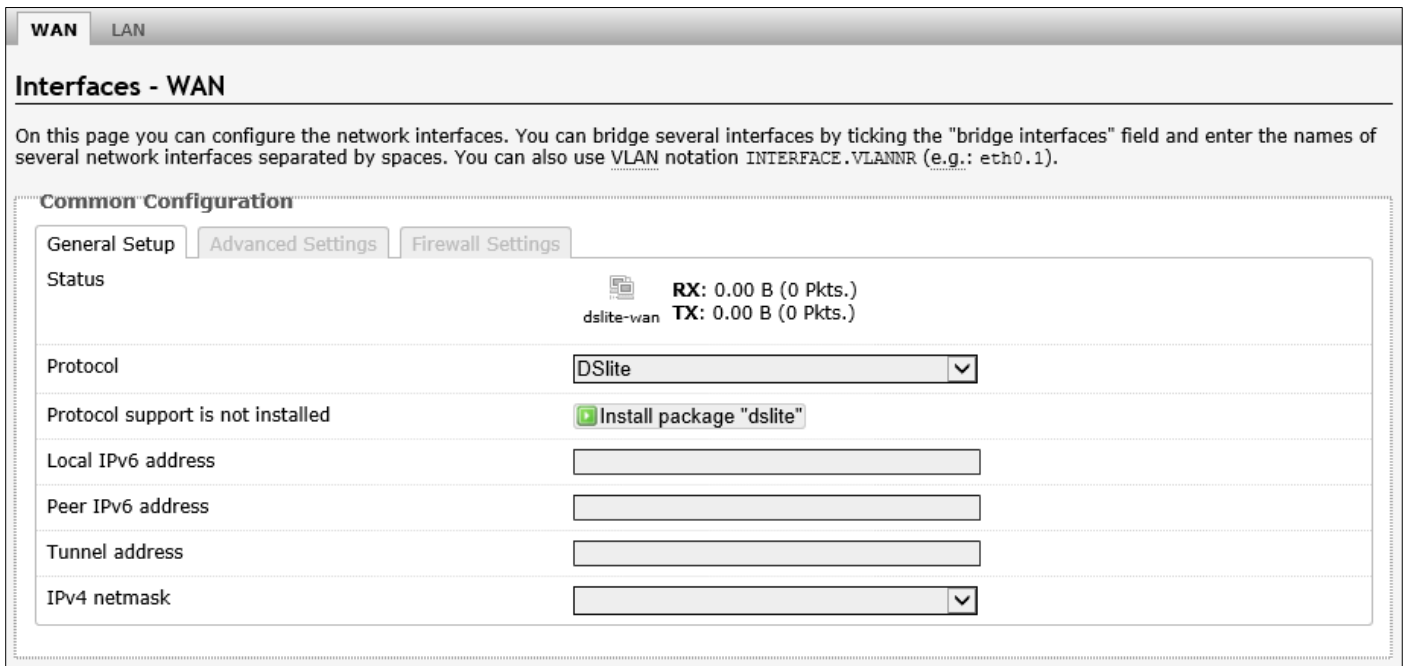 WAN LAN
Interfaces - WAN
On this page you can configure the network interfaces. You can bridge several interfaces by ticking the "bridge interfaces" field and enter the names of
several network interfaces separated by spaces. You can also use VLAN notation INTERFACE.VLANNR (e.g.: eth0.1).
Common Configuration
General Setup Advanced Settings Firewall Settings
Status
RX: 0.00 B (0 Pkts.)
dslite-wan TX: 0.00 B (0 Pkts.)
Protocol DSlite
Protocol support is not installed Install package "dslite"
Local IPv6 address
Peer IPv6 address
Tunnel address
IPv4 netmask